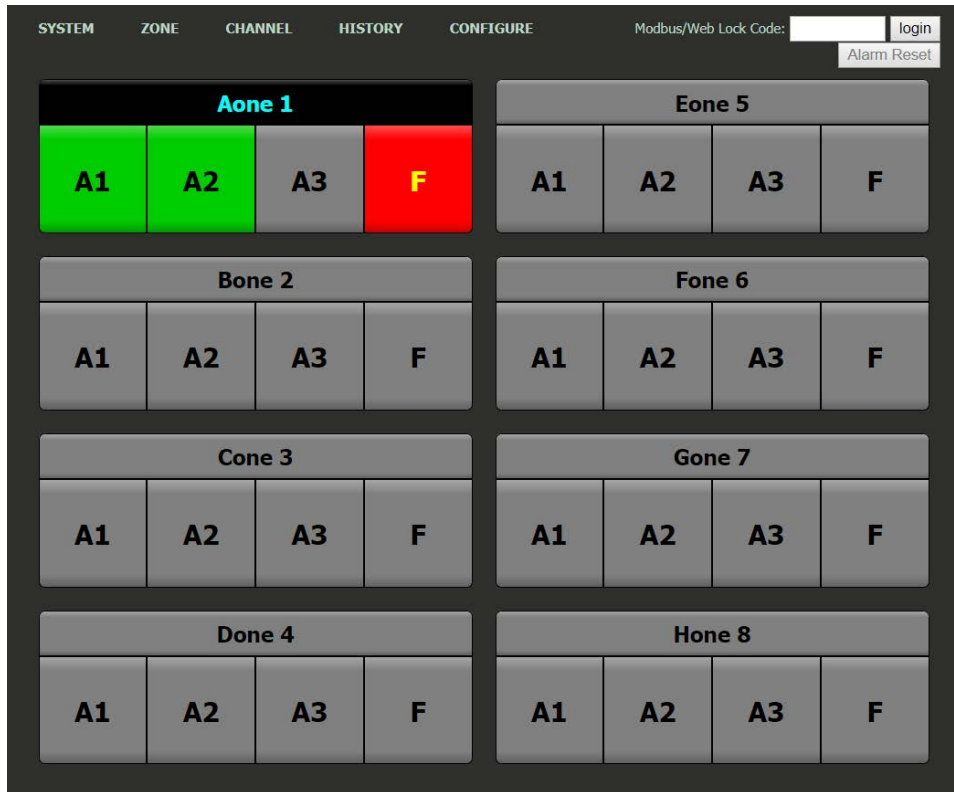 SYSTEM ZONE CHANNEL HISTORY CONFIGURE Modbus/Web Lock Code: login
Alarm Reset
Aone 1 Eone 5
A1 A2 A3 F A1 A2 A3 F
Bone 2 Fone 6
A1 A2 A3 F A1 A2 A3 F
Cone 3 Gone 7
A1 A2 A3 F A1 A2 A3 F
Done 4 Hone 8
A1 A2 A3 F A1 A2 A3 F